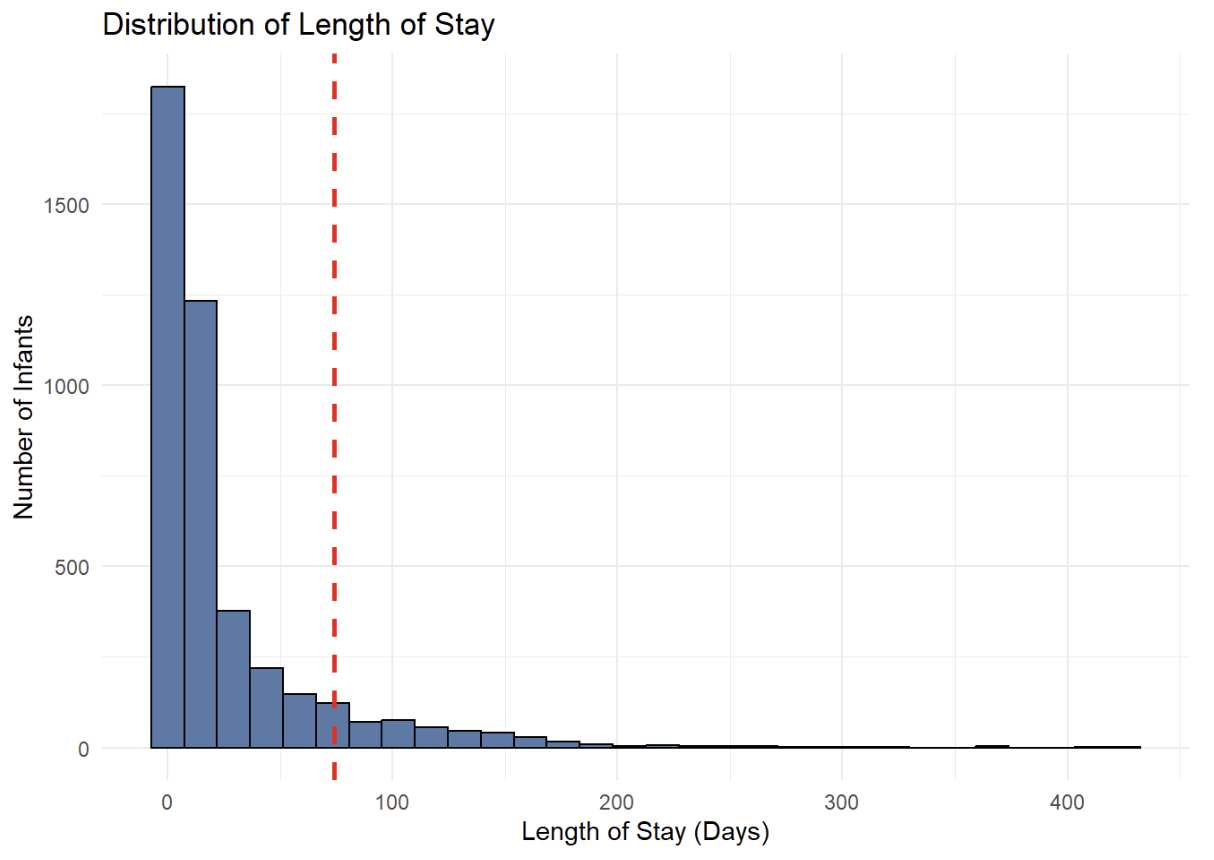 Distribution of Length of Stay
Number of Infants
1500
1000
500
0
0 100 200 300 400
Length of Stay (Days)